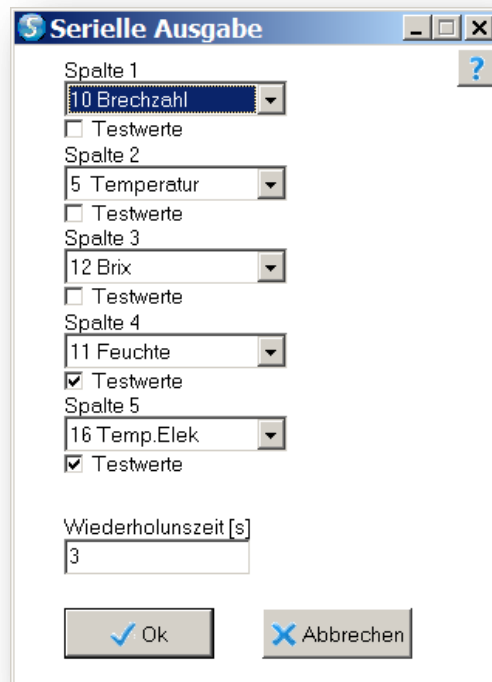 Serielle Ausgabe
?
Spalte 1
10 Brechzahl
Testwerte
Spalte 2
5 Temperatur
Testwerte
Spalte 3
12 Brix
Testwerte
Spalte 4
11 Feuchte
Testwerte
Spalte 5
16 Temp.Elek
Testwerte
Wiederholunszeit [s]
3
Ok
Abbrechen